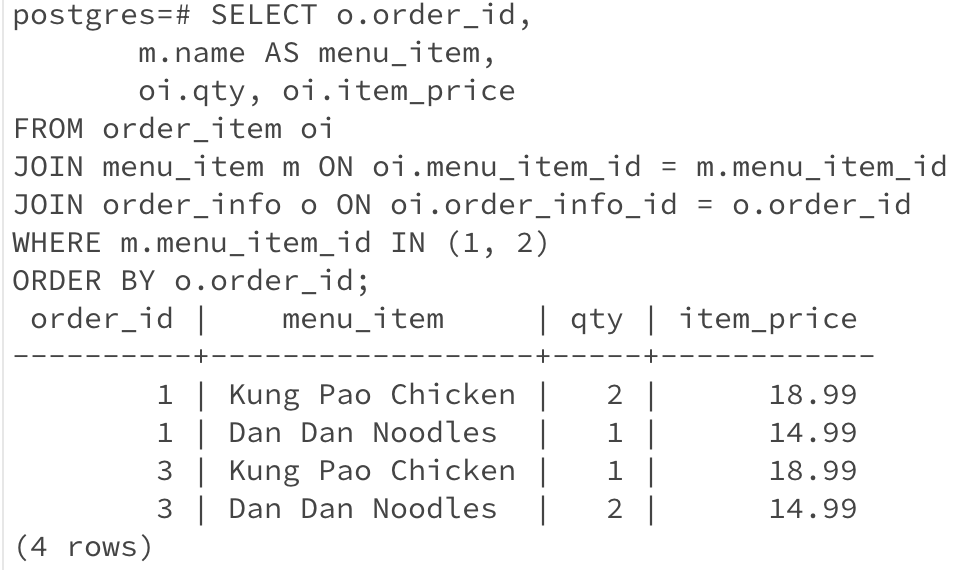 postgres=# SELECT o.order_id,
       m.name AS menu_item,
       oi.qty, oi.item_price
FROM order_item oi
JOIN menu_item m ON oi.menu_item_id = m.menu_item_id
JOIN order_info o ON oi.order_info_id = o.order_id
WHERE m.menu_item_id IN (1, 2)
ORDER BY o.order_id;
 order_id |    menu_item     | qty | item_price
----------+------------------+-----+------------
        1 | Kung Pao Chicken |   2 |      18.99
        1 | Dan Dan Noodles  |   1 |      14.99
        3 | Kung Pao Chicken |   1 |      18.99
        3 | Dan Dan Noodles  |   2 |      14.99
(4 rows)